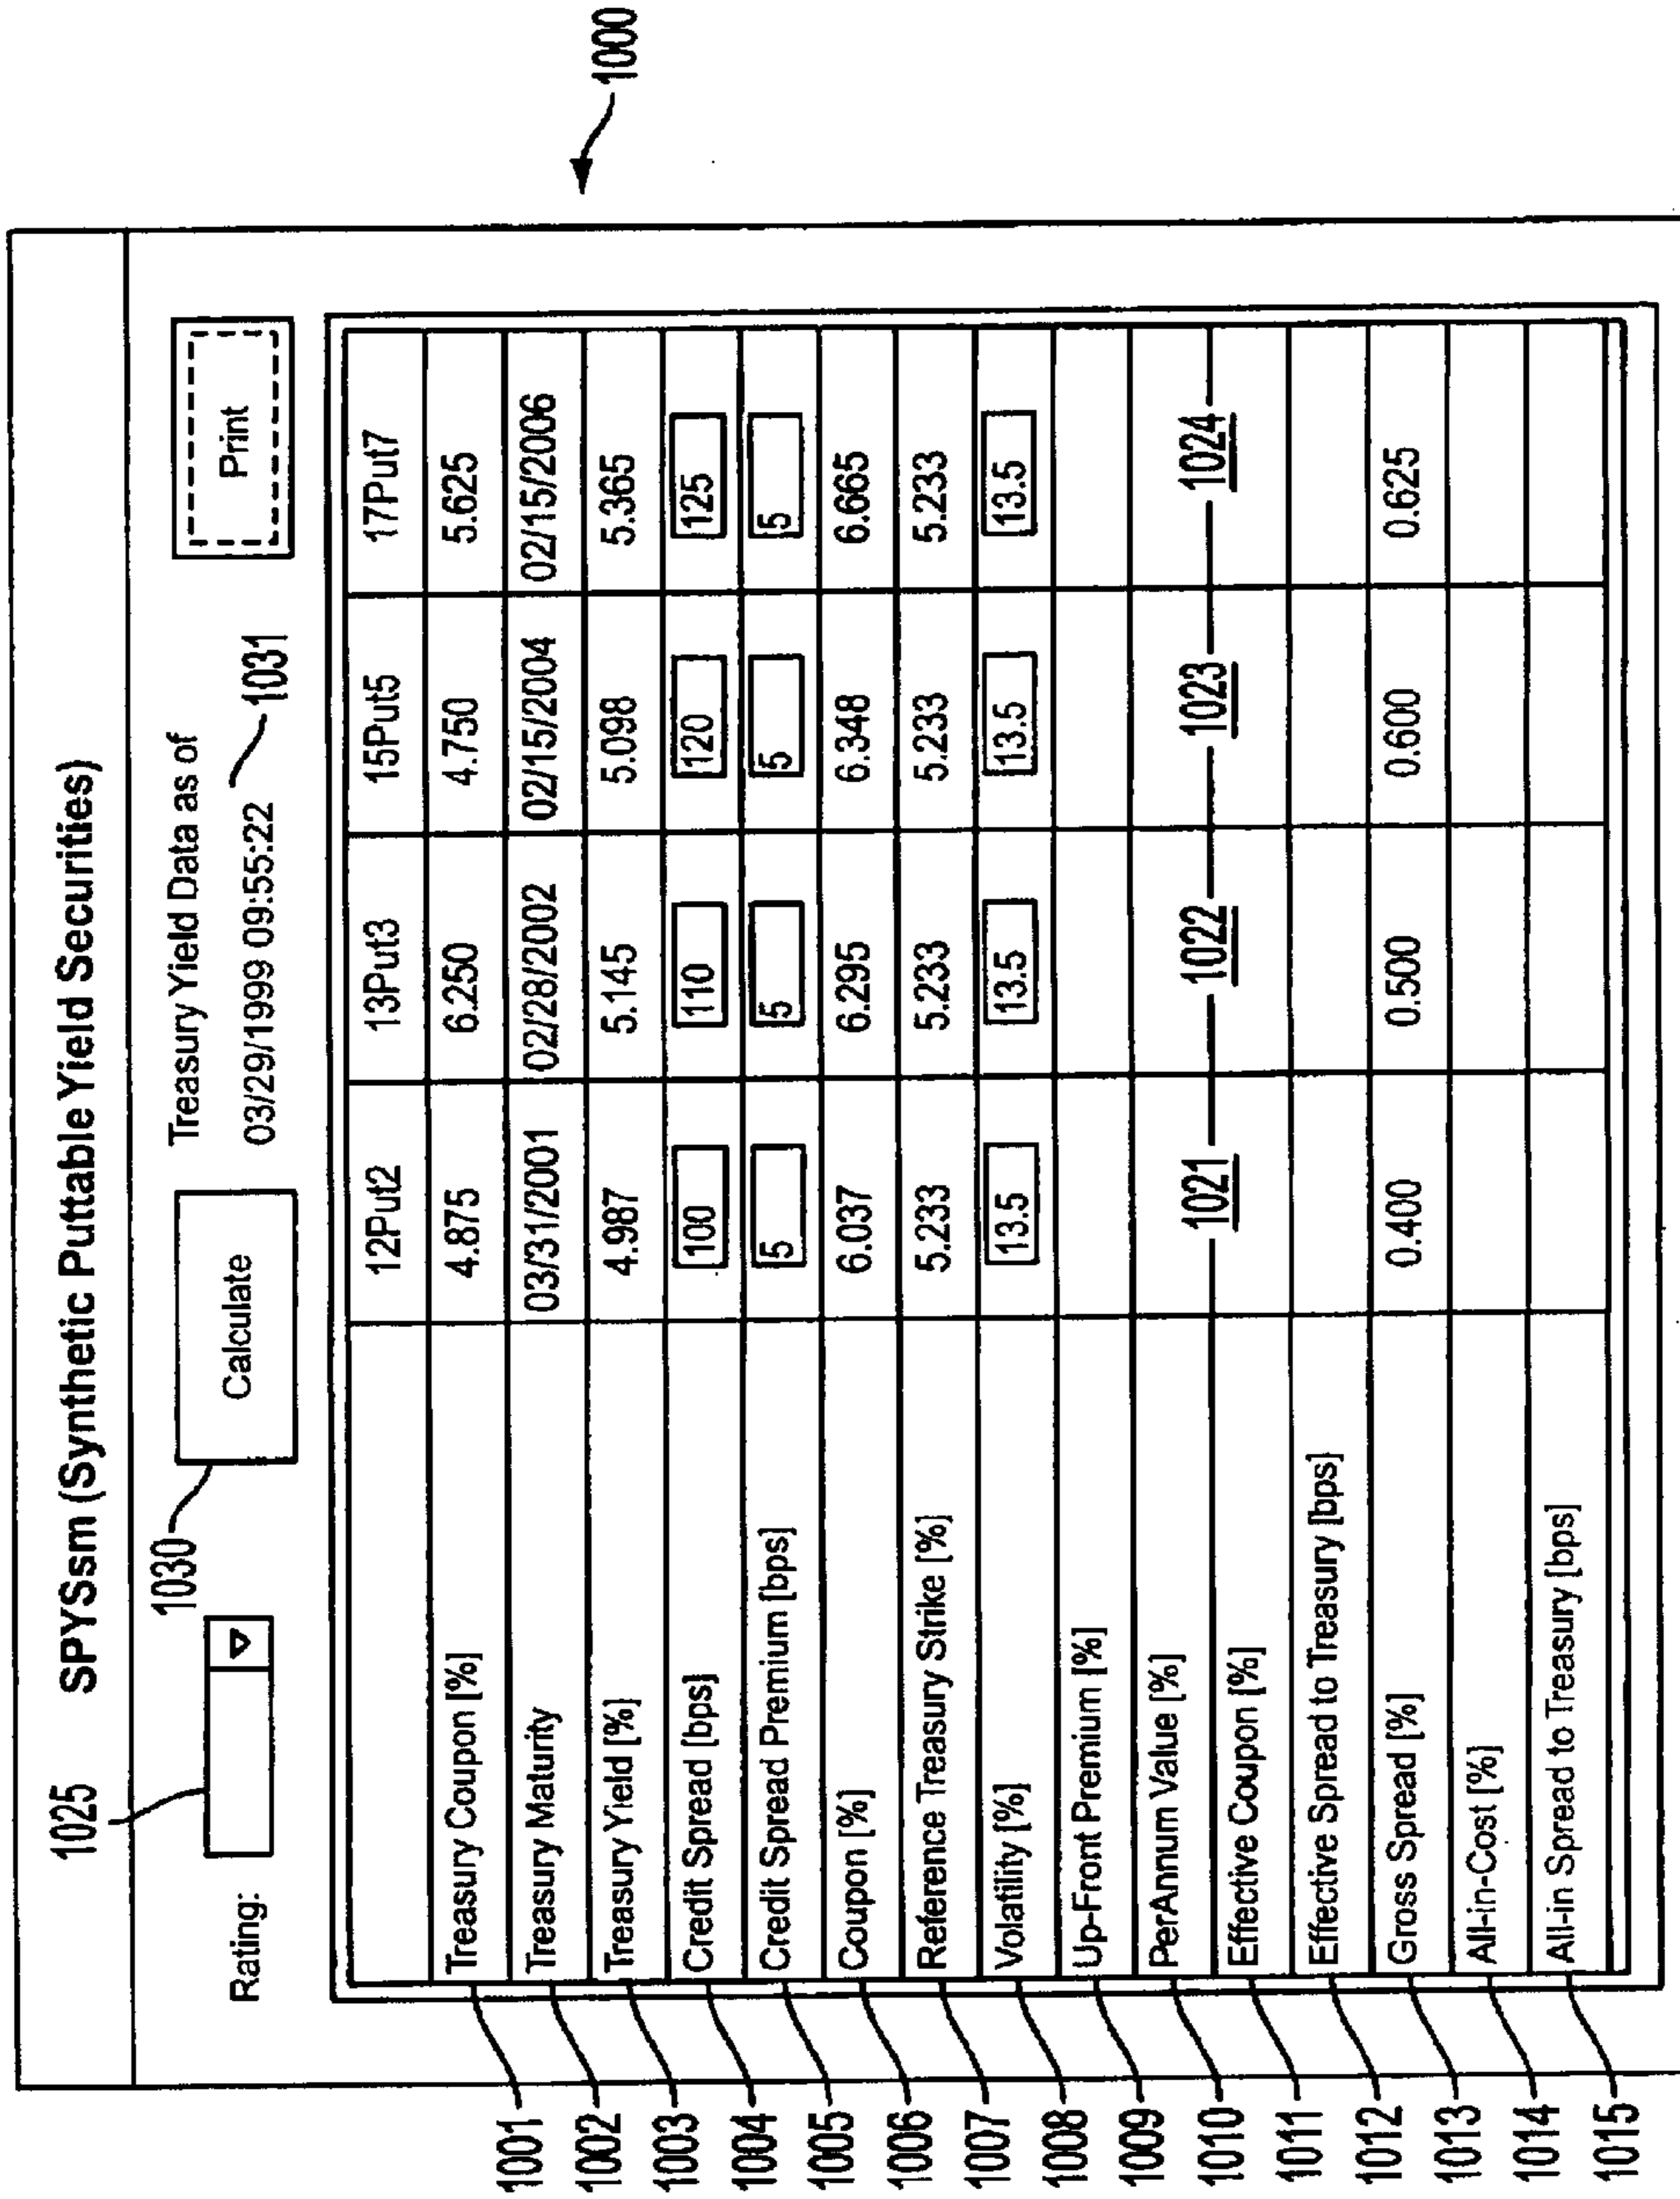 1000
SPYSsm (Synthetic Puttable Yield Securities)
1025
Rating:
1030
Calculate
Treasury Yield Data as of
03/29/1999 09:55:22
1031
Print
12Put2 13Put3 15Put5 17Put7
1001 Treasury Coupon [%] 4.875 6.250 4.750 5.625
1002 Treasury Maturity 03/31/2001 02/28/2002 02/15/2004 02/15/2006
1003 Treasury Yield [%] 4.987 5.145 5.098 5.365
1004 Credit Spread [bps] 100 110 120 125
1005 Credit Spread Premium [bps] 5 5 5 5
1006 Coupon [%] 6.037 6.295 6.348 6.665
1007 Reference Treasury Strike [%] 5.233 5.233 5.233 5.233
1008 Volatility [%] 13.5 13.5 13.5 13.5
1009 Up-Front Premium [%]
1010 PerAnnum Value [%]
1021 1022 1023 1024
1011 Effective Coupon [%]
1012 Effective Spread to Treasury [bps]
1013 Gross Spread [%] 0.400 0.500 0.600 0.625
1014 All-in-Cost [%]
1015 All-in Spread to Treasury [bps]